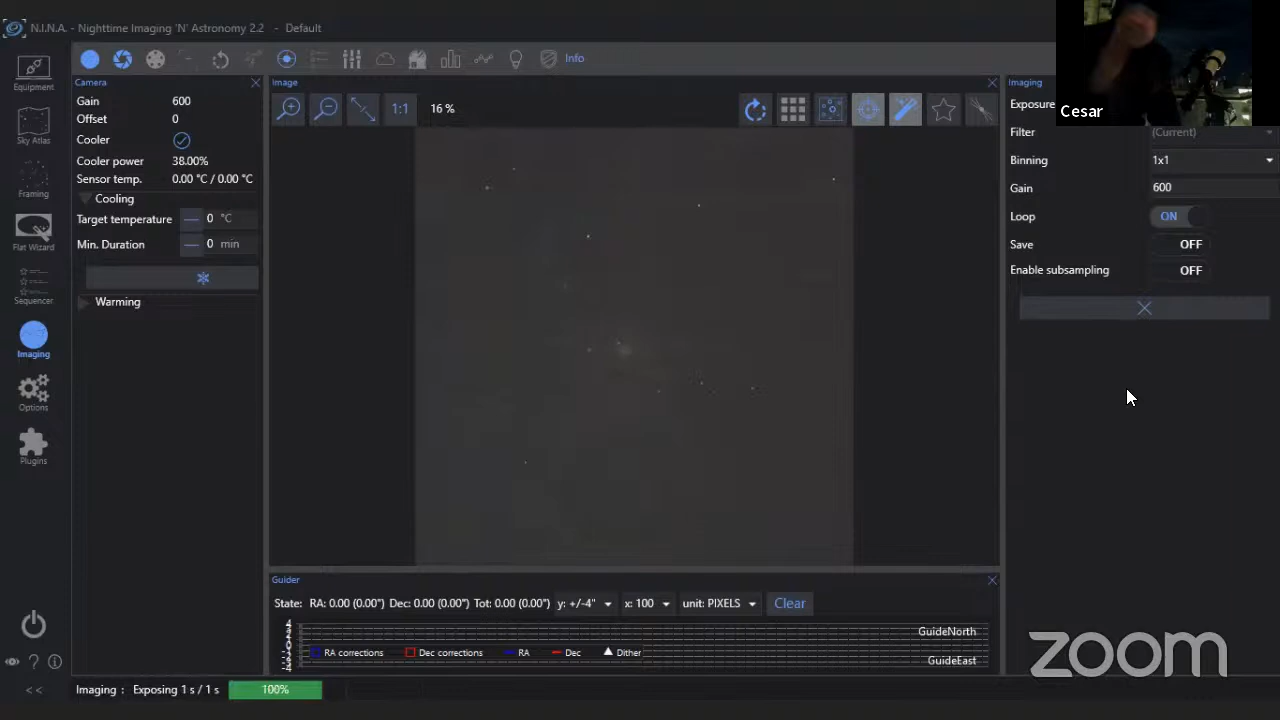 N.I.N.A. - Nighttime Imaging 'N' Astronomy 2.2 - Default
Equipment
Sky Atlas
Framing
Flat Wizard
Sequencer
Imaging
Options
Plugins
<<
Info
Camera
Gain 600
Offset 0
Cooler
Cooler power 38.00%
Sensor temp. 0.00 °C / 0.00 °C
Cooling
Target temperature 0 °C
Min. Duration 0 min
Warming
Image
1:1 16 %
Imaging
Exposure
Filter (Current)
Binning 1x1
Gain 600
Loop ON
Save OFF
Enable subsampling OFF
Cesar
Guider
State: RA: 0.00 (0.00") Dec: 0.00 (0.00") Tot: 0.00 (0.00") y: +/-4" x: 100 unit: PIXELS Clear
GuideNorth
RA corrections Dec corrections RA Dec Dither
GuideEast
Imaging : Exposing 1 s / 1 s 100%
zoom